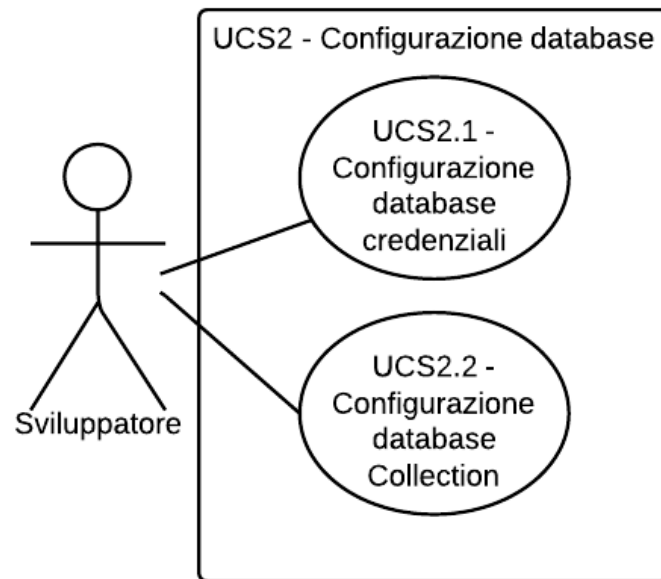 UCS2 - Configurazione database
UCS2.1 -
Configurazione
database
credenziali
UCS2.2 -
Configurazione
database
Collection
Sviluppatore